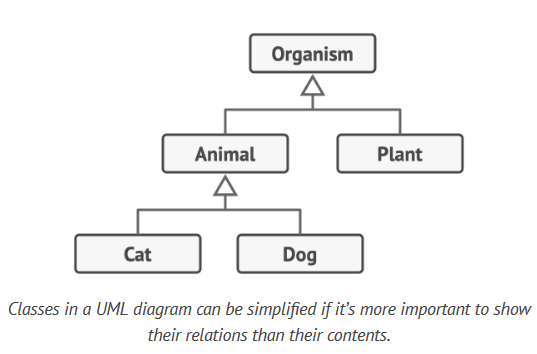 Organism
Animal
Plant
Cat
Dog
Classes in a UML diagram can be simplified if it’s more important to show
their relations than their contents.